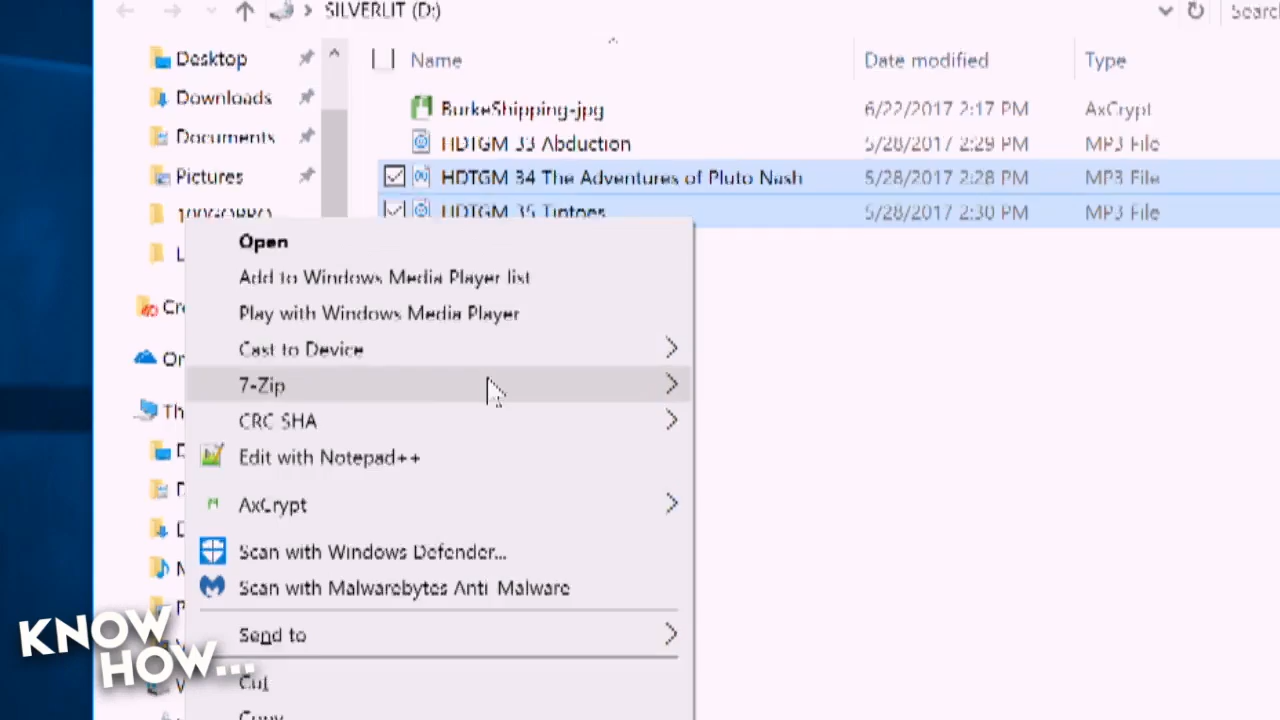 SILVERLIT (D:)
Search
Desktop
Downloads
Documents
Pictures
100GOPRO
Name Date modified Type
BurkeShipping-jpg 6/22/2017 2:17 PM AxCrypt
HDTGM 33 Abduction 5/28/2017 2:29 PM MP3 File
HDTGM 34 The Adventures of Pluto Nash 5/28/2017 2:28 PM MP3 File
HDTGM 35 Tiptoes 5/28/2017 2:30 PM MP3 File
Open
Add to Windows Media Player list
Play with Windows Media Player
Cast to Device
7-Zip
CRC SHA
Edit with Notepad++
AxCrypt
Scan with Windows Defender...
Scan with Malwarebytes Anti-Malware
Send to
Cut
Copy
KNOW
HOW...